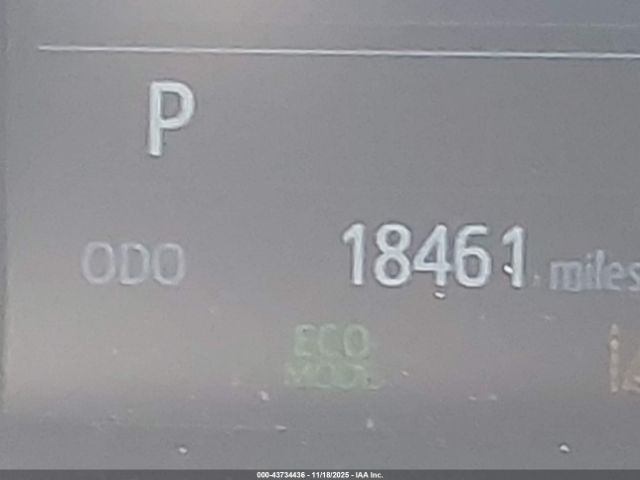 P
ODO 18461 miles
ECO
MODE
000-43734436 - 11/18/2025 - IAA Inc.